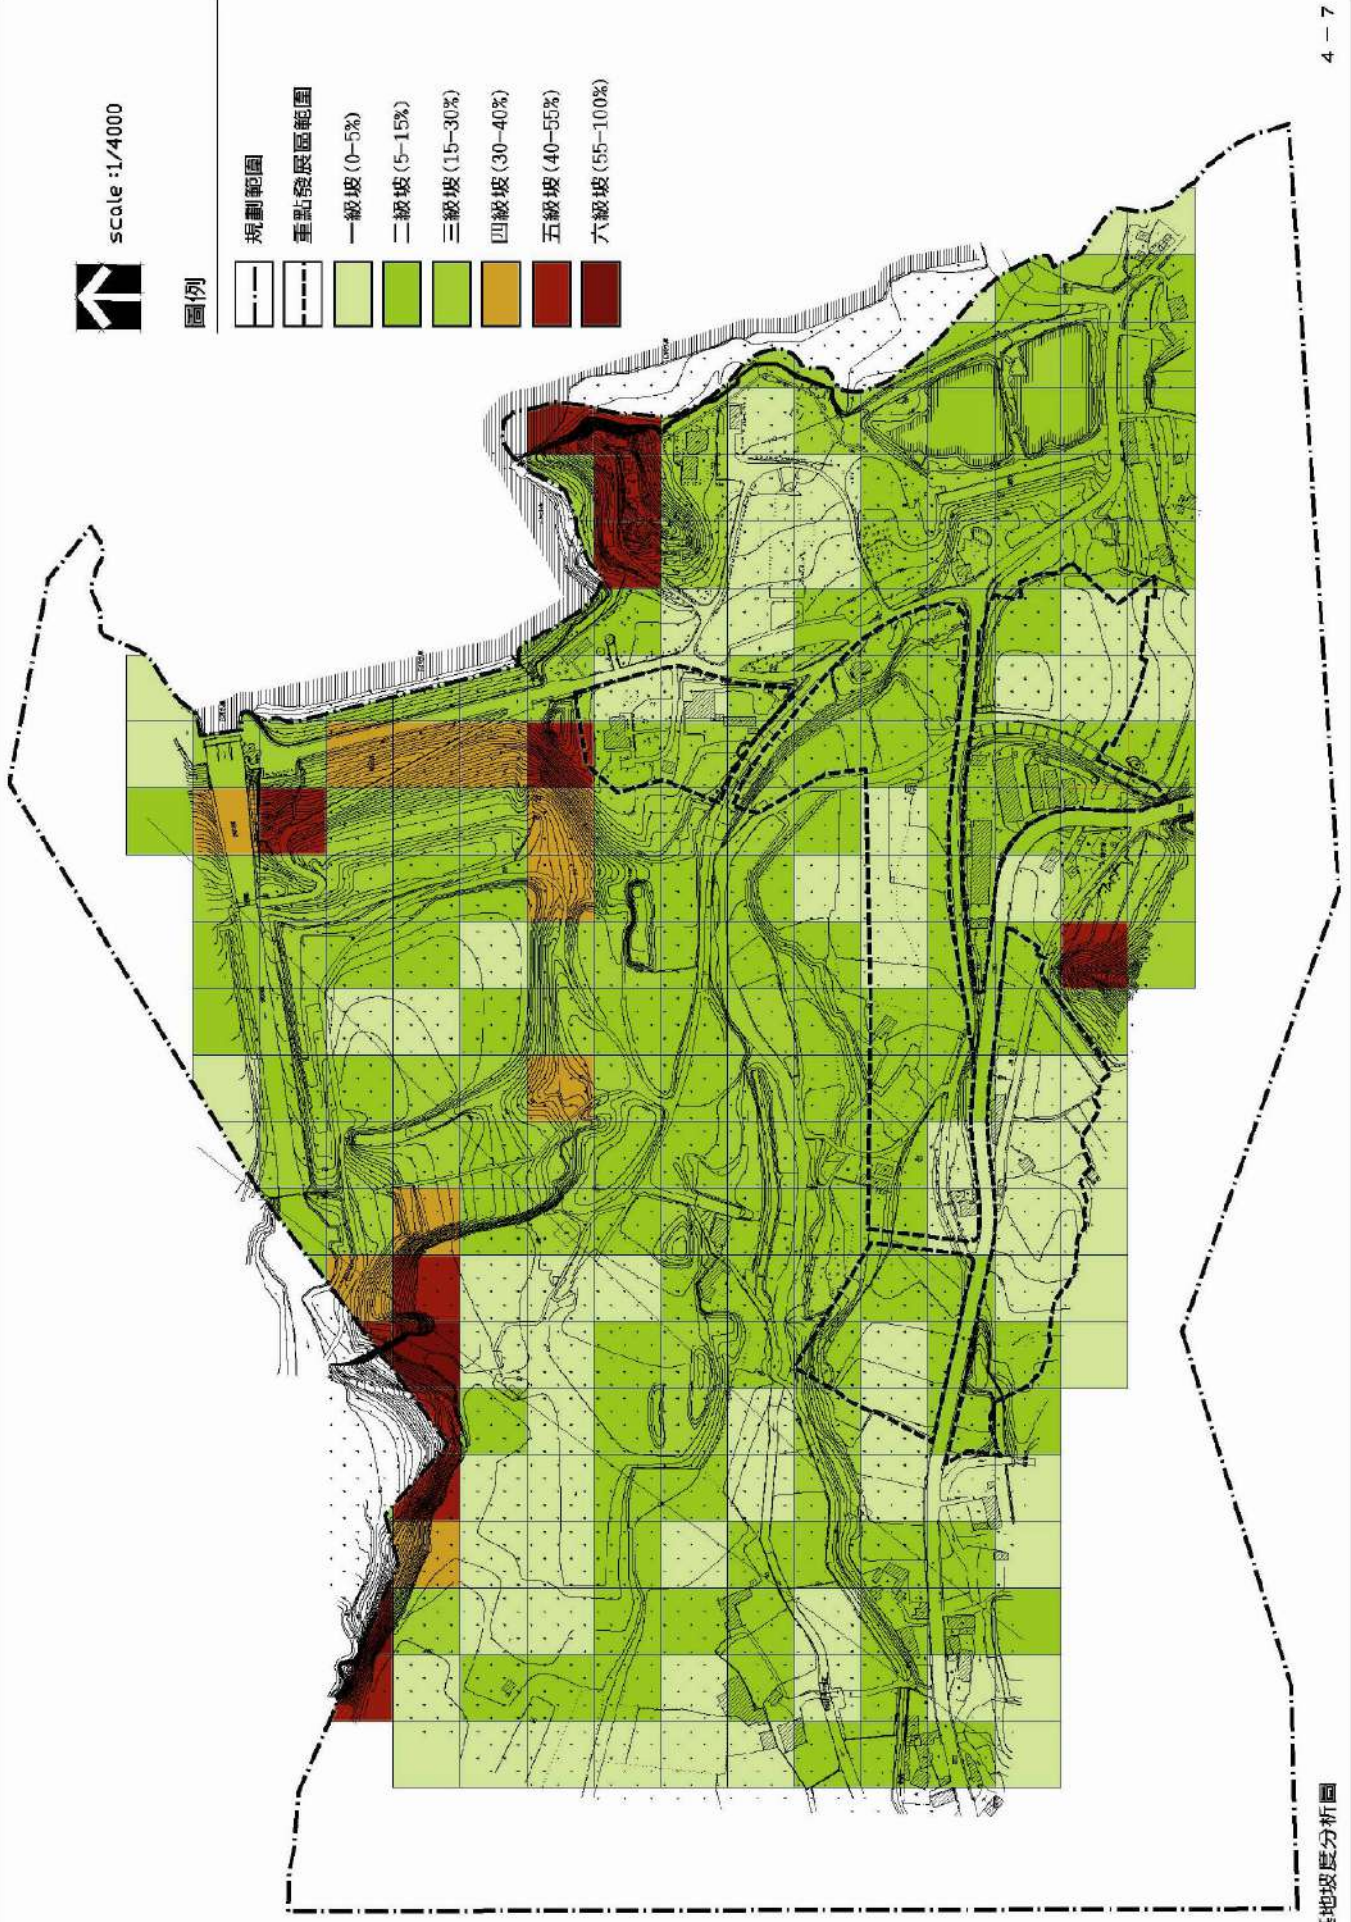 scale :1/4000
圖例
規劃範圍
重點發展區範圍
一級坡(0-5%)
二級坡(5-15%)
三級坡(15-30%)
四級坡(30-40%)
五級坡(40-55%)
六級坡(55-100%)
地坡度分析圖
4 - 7